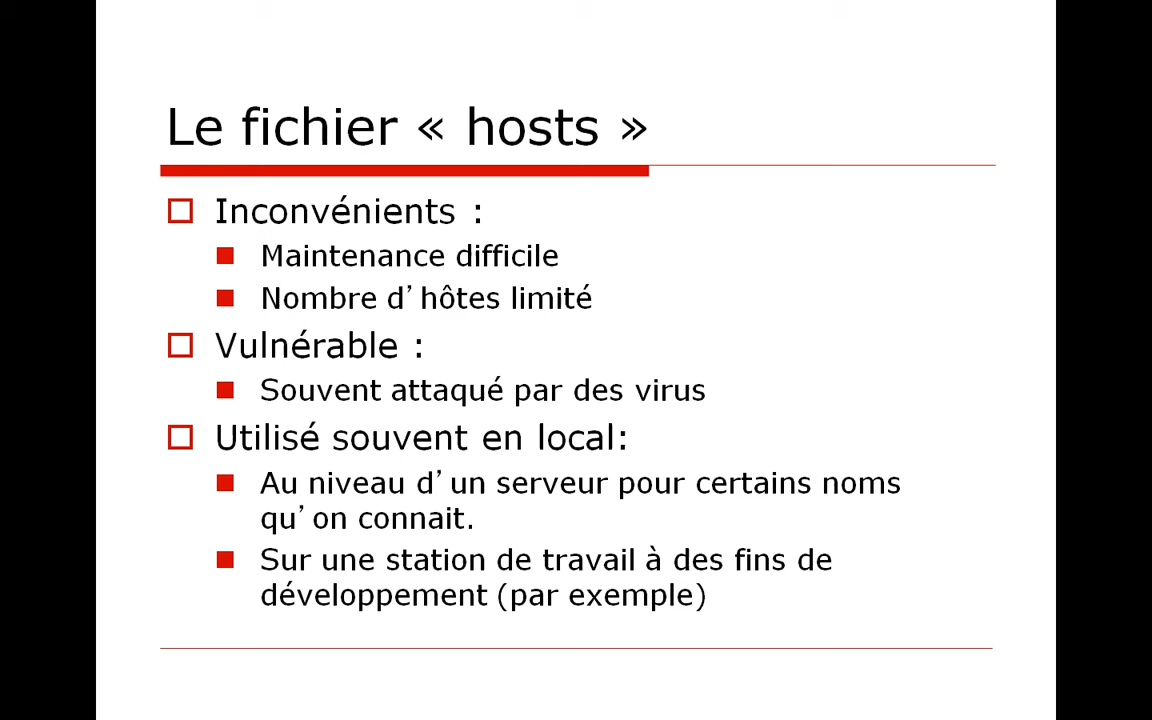 Le fichier « hosts »
Inconvénients :
Maintenance difficile
Nombre d’hôtes limité
Vulnérable :
Souvent attaqué par des virus
Utilisé souvent en local:
Au niveau d’un serveur pour certains noms
qu’on connait.
Sur une station de travail à des fins de
développement (par exemple)